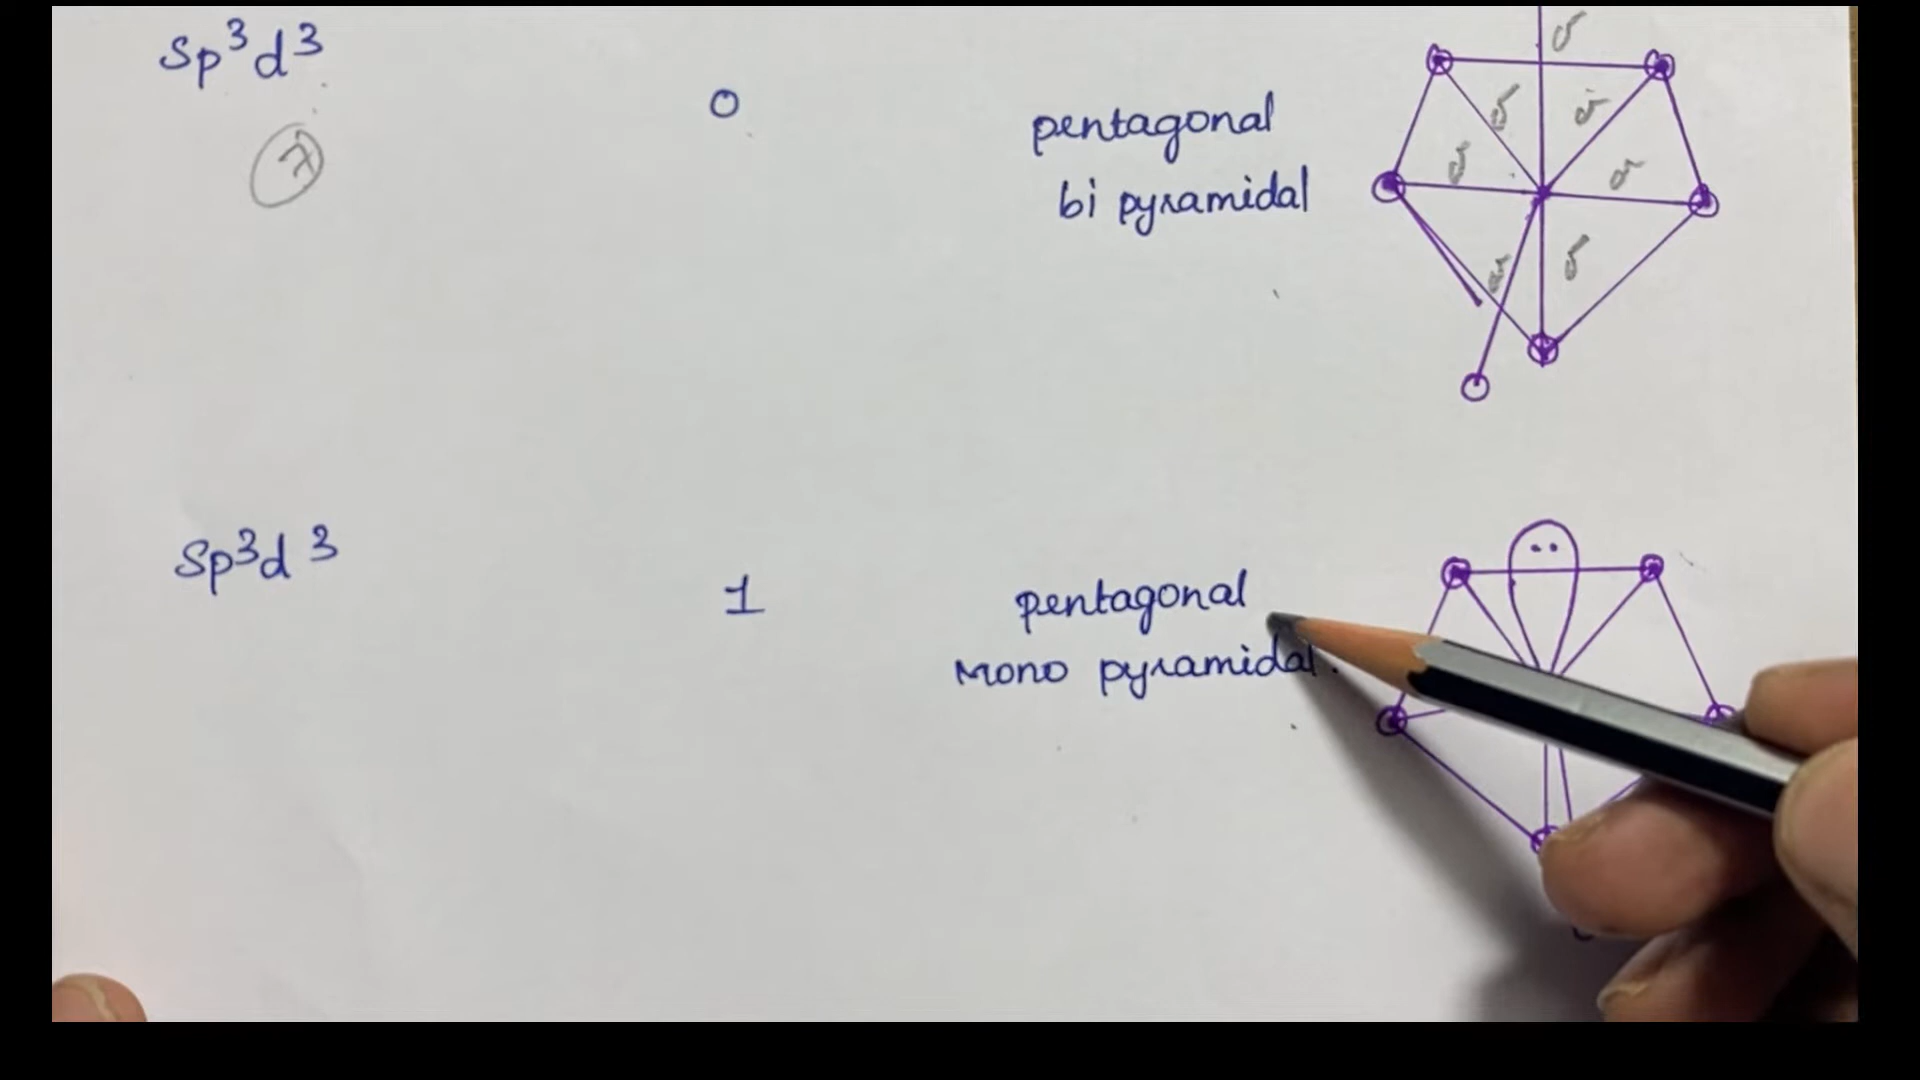 sp³d³
7
0
pentagonal
bi pyramidal
σ
σ
σ
σ
σ
σ
σ
sp³d³
1
pentagonal
mono pyramidal.